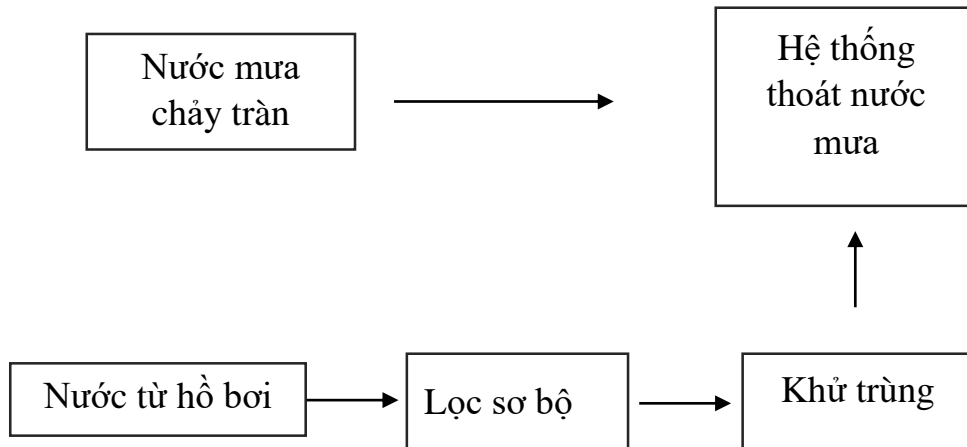 Nước mưa
chảy tràn
Hệ thống
thoát nước
mưa
Nước từ hồ bơi
Lọc sơ bộ
Khử trùng